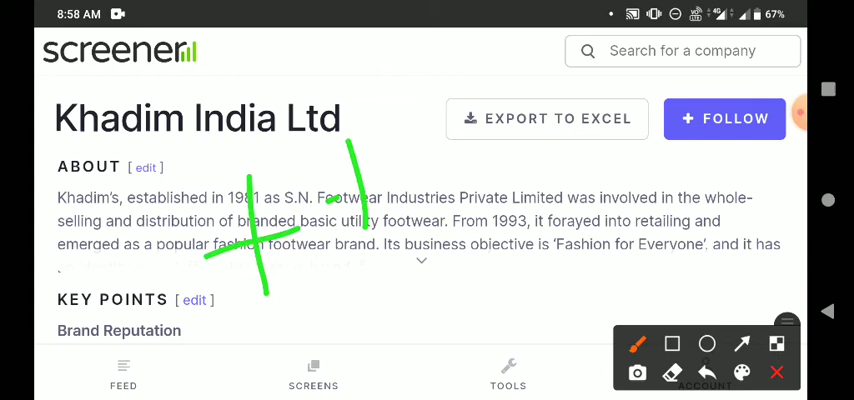 8:58 AM
4G
67%
screener
Search for a company
Khadim India Ltd
EXPORT TO EXCEL
+ FOLLOW
ABOUT [ edit ]
Khadim's, established in 1981 as S.N. Footwear Industries Private Limited was involved in the whole-
selling and distribution of branded basic utility footwear. From 1993, it forayed into retailing and
emerged as a popular fashion footwear brand. Its business objective is 'Fashion for Everyone', and it has
KEY POINTS [ edit ]
Brand Reputation
FEED
SCREENS
TOOLS
ACCOUNT